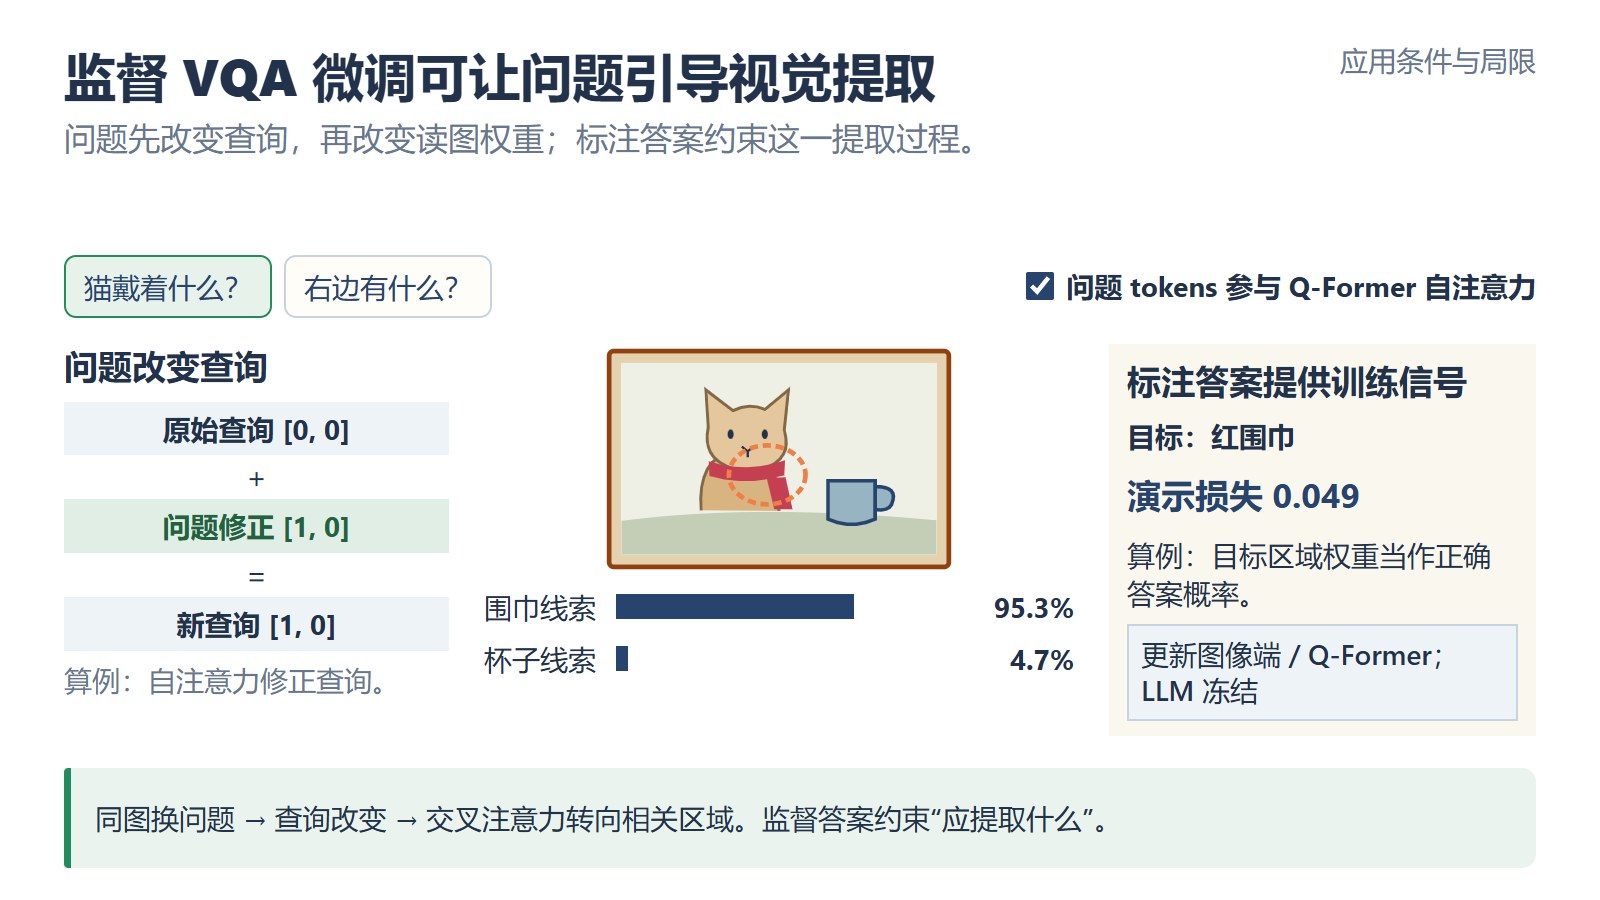 监督 VQA 微调可让问题引导视觉提取
应用条件与局限
问题先改变查询，再改变读图权重；标注答案约束这一提取过程。
猫戴着什么？
右边有什么？
问题 tokens 参与 Q-Former 自注意力
问题改变查询
原始查询 [0, 0]
+
问题修正 [1, 0]
=
新查询 [1, 0]
算例：自注意力修正查询。
围巾线索 95.3%
杯子线索 4.7%
标注答案提供训练信号
目标：红围巾
演示损失 0.049
算例：目标区域权重当作正确
答案概率。
更新图像端 / Q-Former；
LLM 冻结
同图换问题 → 查询改变 → 交叉注意力转向相关区域。监督答案约束“应提取什么”。